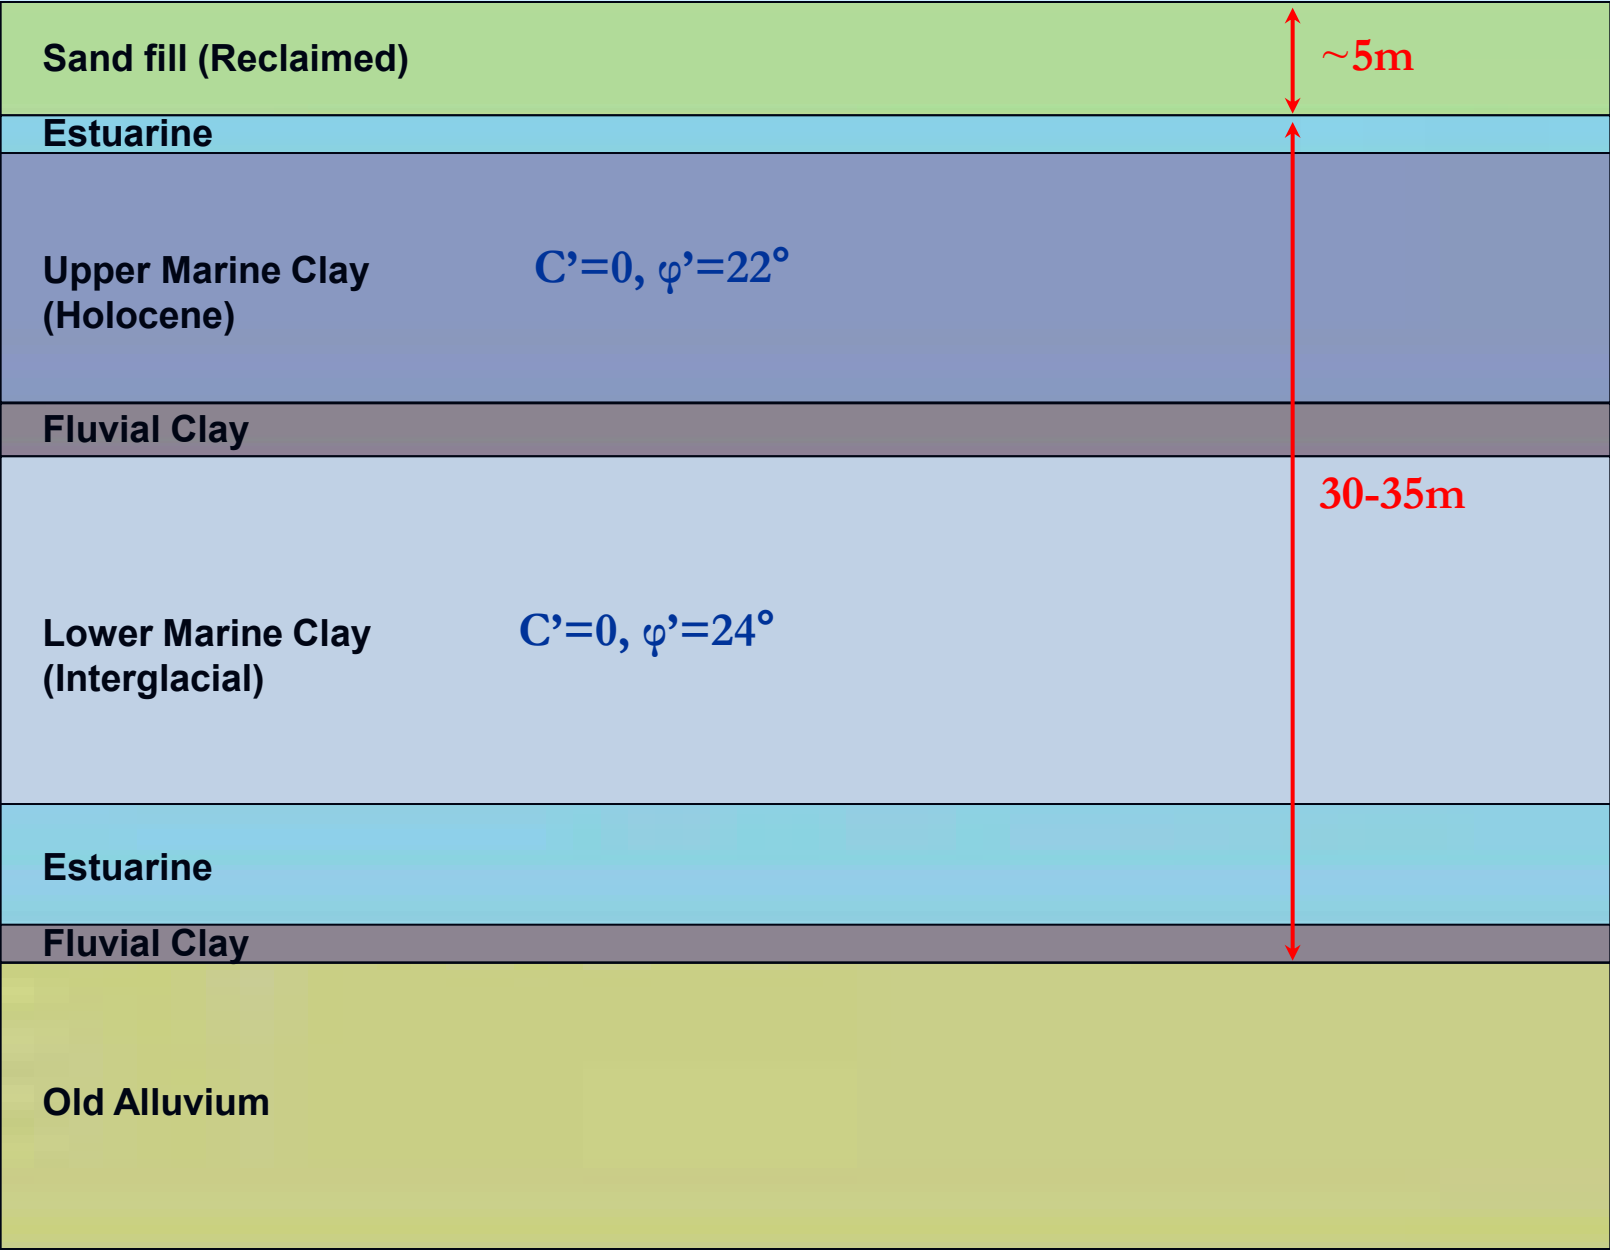 Sand fill (Reclaimed)
~5m
Estuarine
Upper Marine Clay
(Holocene)
C’=0, φ’=22°
Fluvial Clay
30-35m
Lower Marine Clay
(Interglacial)
C’=0, φ’=24°
Estuarine
Fluvial Clay
Old Alluvium